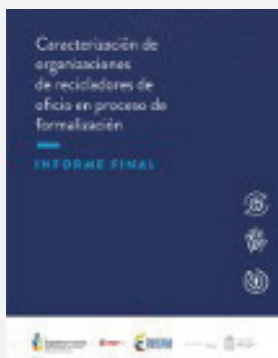 Caracterización de
organizaciones
de recicladores de
oficio en proceso de
formalización
INFORME FINAL